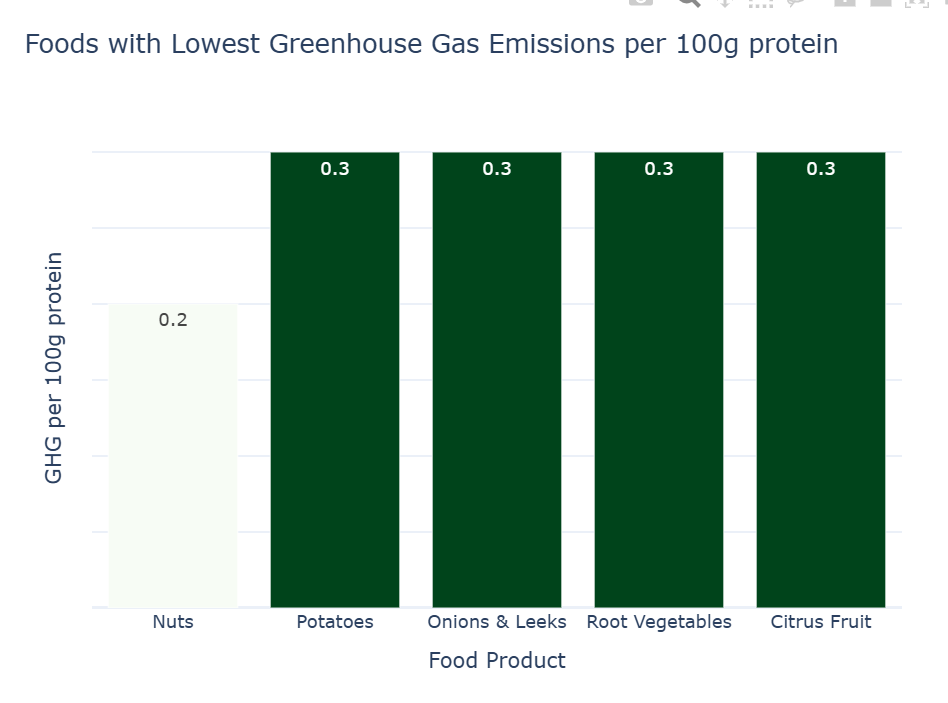 Foods with Lowest Greenhouse Gas Emissions per 100g protein
GHG per 100g protein
0.2
0.3
0.3
0.3
0.3
Nuts
Potatoes
Onions & Leeks
Root Vegetables
Citrus Fruit
Food Product